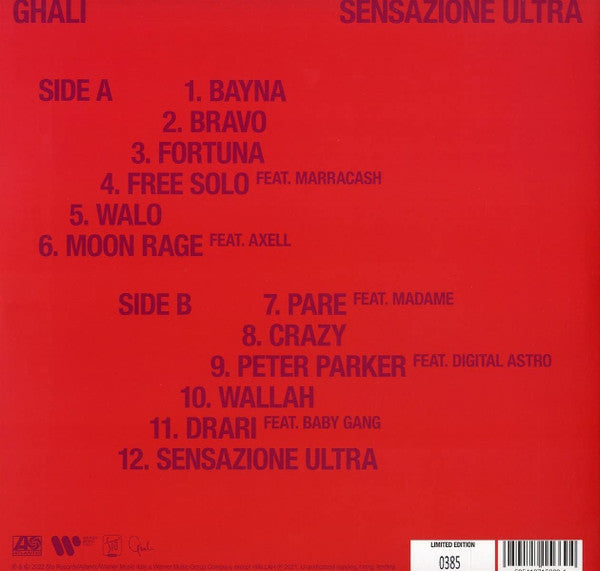 GHALI SENSAZIONE ULTRA
SIDE A 1. BAYNA
2. BRAVO
3. FORTUNA
4. FREE SOLO FEAT. MARRACASH
5. WALO
6. MOON RAGE FEAT. AXELL
SIDE B 7. PARE FEAT. MADAME
8. CRAZY
9. PETER PARKER FEAT. DIGITAL ASTRO
10. WALLAH
11. DRARI FEAT. BABY GANG
12. SENSAZIONE ULTRA
LIMITED EDITION
0385